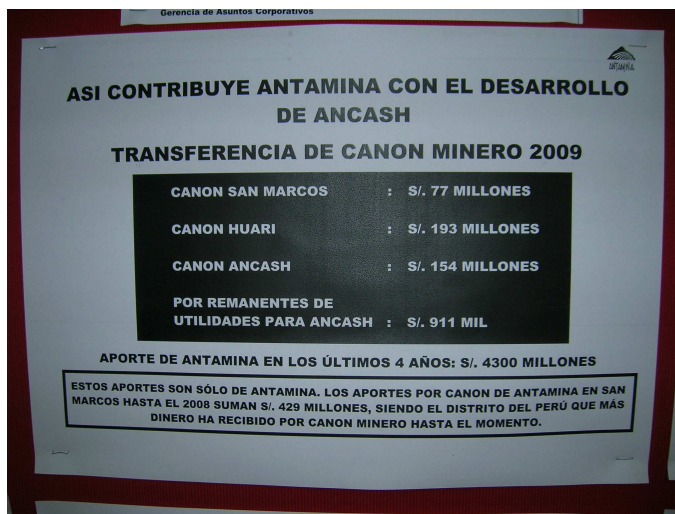 Gerencia de Asuntos Corporativos
ANTAMINA
ASI CONTRIBUYE ANTAMINA CON EL DESARROLLO
DE ANCASH
TRANSFERENCIA DE CANON MINERO 2009
CANON SAN MARCOS : S/. 77 MILLONES
CANON HUARI : S/. 193 MILLONES
CANON ANCASH : S/. 154 MILLONES
POR REMANENTES DE
UTILIDADES PARA ANCASH : S/. 911 MIL
APORTE DE ANTAMINA EN LOS ÚLTIMOS 4 AÑOS: S/. 4300 MILLONES
ESTOS APORTES SON SÓLO DE ANTAMINA. LOS APORTES POR CANON DE ANTAMINA EN SAN
MARCOS HASTA EL 2008 SUMAN S/. 429 MILLONES, SIENDO EL DISTRITO DEL PERÚ QUE MÁS
DINERO HA RECIBIDO POR CANON MINERO HASTA EL MOMENTO.